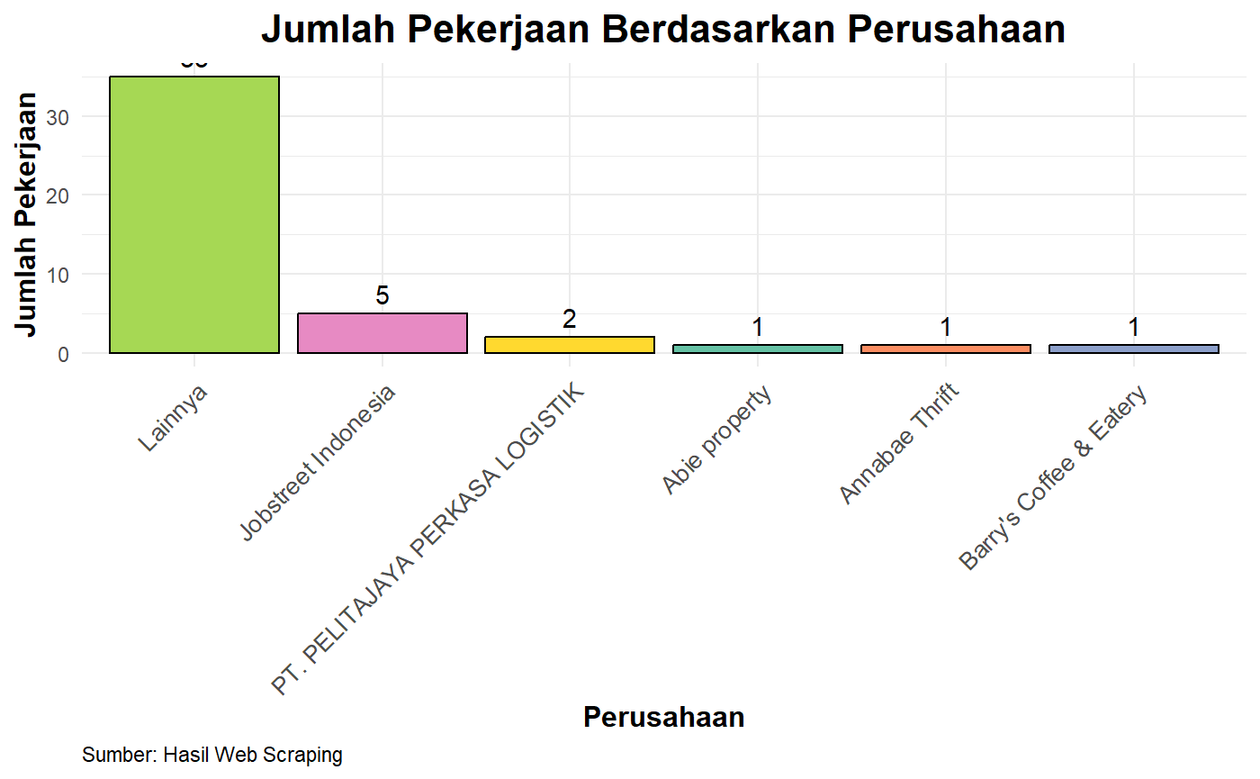 Jumlah Pekerjaan Berdasarkan Perusahaan
Jumlah Pekerjaan
30
20
10
0
5
2
1
1
1
Lainnya
Jobstreet Indonesia
PT. PELITAJAYA PERKASA LOGISTIK
Abie property
Annabae Thrift
Barry's Coffee & Eatery
Perusahaan
Sumber: Hasil Web Scraping